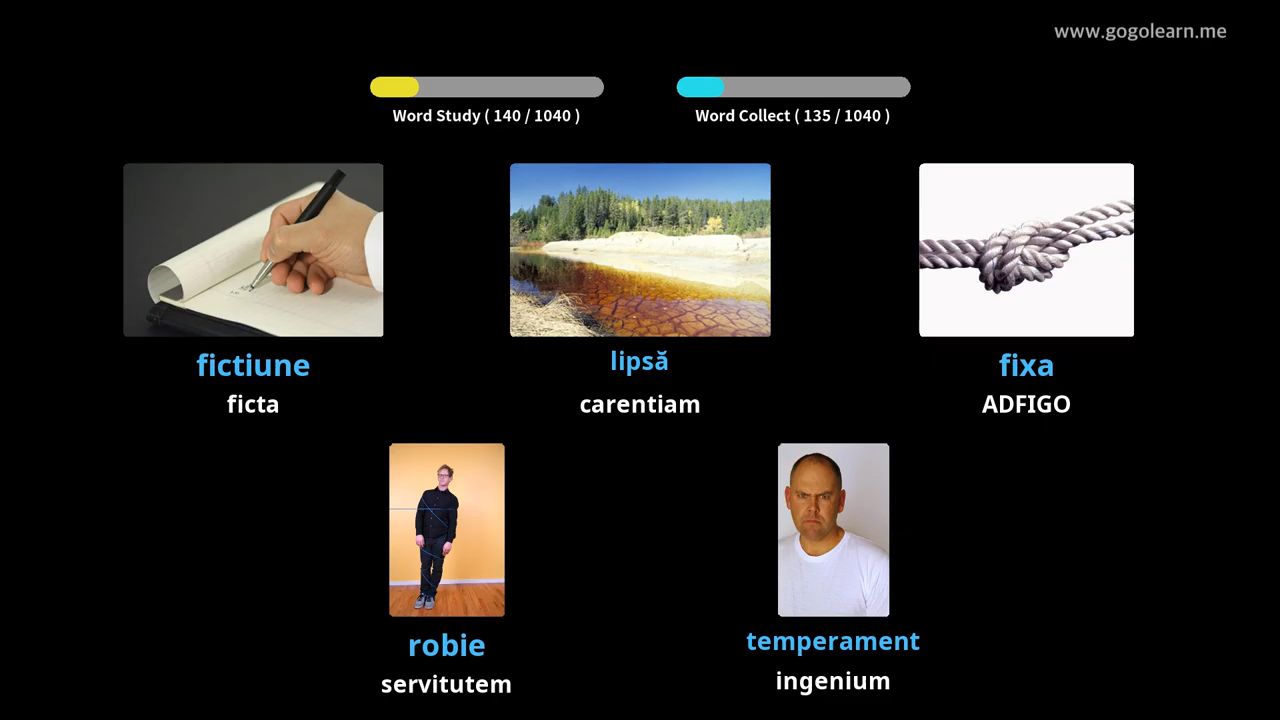 www.gogolearn.me
Word Study ( 140 / 1040 )
Word Collect ( 135 / 1040 )
fictiune
lipsă
fixa
ficta
carentiam
ADFIGO
robie
temperament
servitutem
ingenium